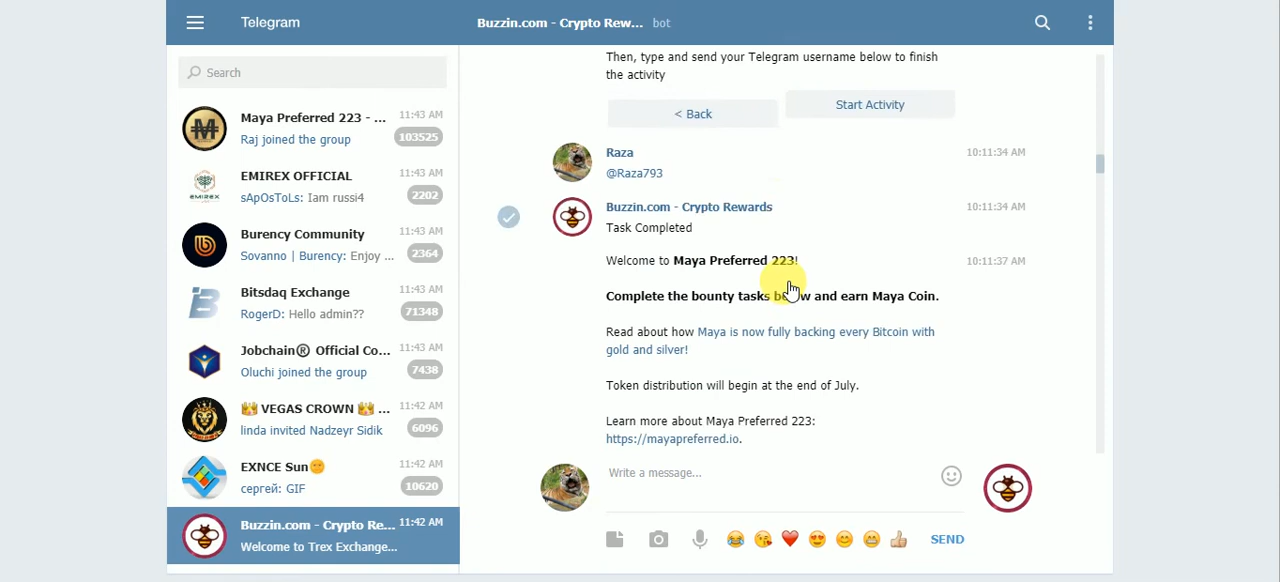 Telegram
Buzzin.com - Crypto Rew... bot
Search
Maya Preferred 223 - ... 11:43 AM
Raj joined the group 103525
EMIREX OFFICIAL 11:43 AM
sApOsToLs: Iam russi4 2202
Burency Community 11:43 AM
Sovanno | Burency: Enjoy ... 2364
Bitsdaq Exchange 11:43 AM
RogerD: Hello admin?? 71348
Jobchain® Official Co... 11:43 AM
Oluchi joined the group 7438
👑 VEGAS CROWN 👑 ... 11:42 AM
linda invited Nadzeyr Sidik 6096
EXNCE Sun🌞 11:42 AM
сергей: GIF 10620
Buzzin.com - Crypto Re... 11:42 AM
Welcome to Trex Exchange...
Then, type and send your Telegram username below to finish
the activity
< Back
Start Activity
Raza 10:11:34 AM
@Raza793
Buzzin.com - Crypto Rewards 10:11:34 AM
Task Completed
Welcome to Maya Preferred 223! 10:11:37 AM
Complete the bounty tasks below and earn Maya Coin.
Read about how Maya is now fully backing every Bitcoin with
gold and silver!
Token distribution will begin at the end of July.
Learn more about Maya Preferred 223:
https://mayapreferred.io.
Write a message...
SEND